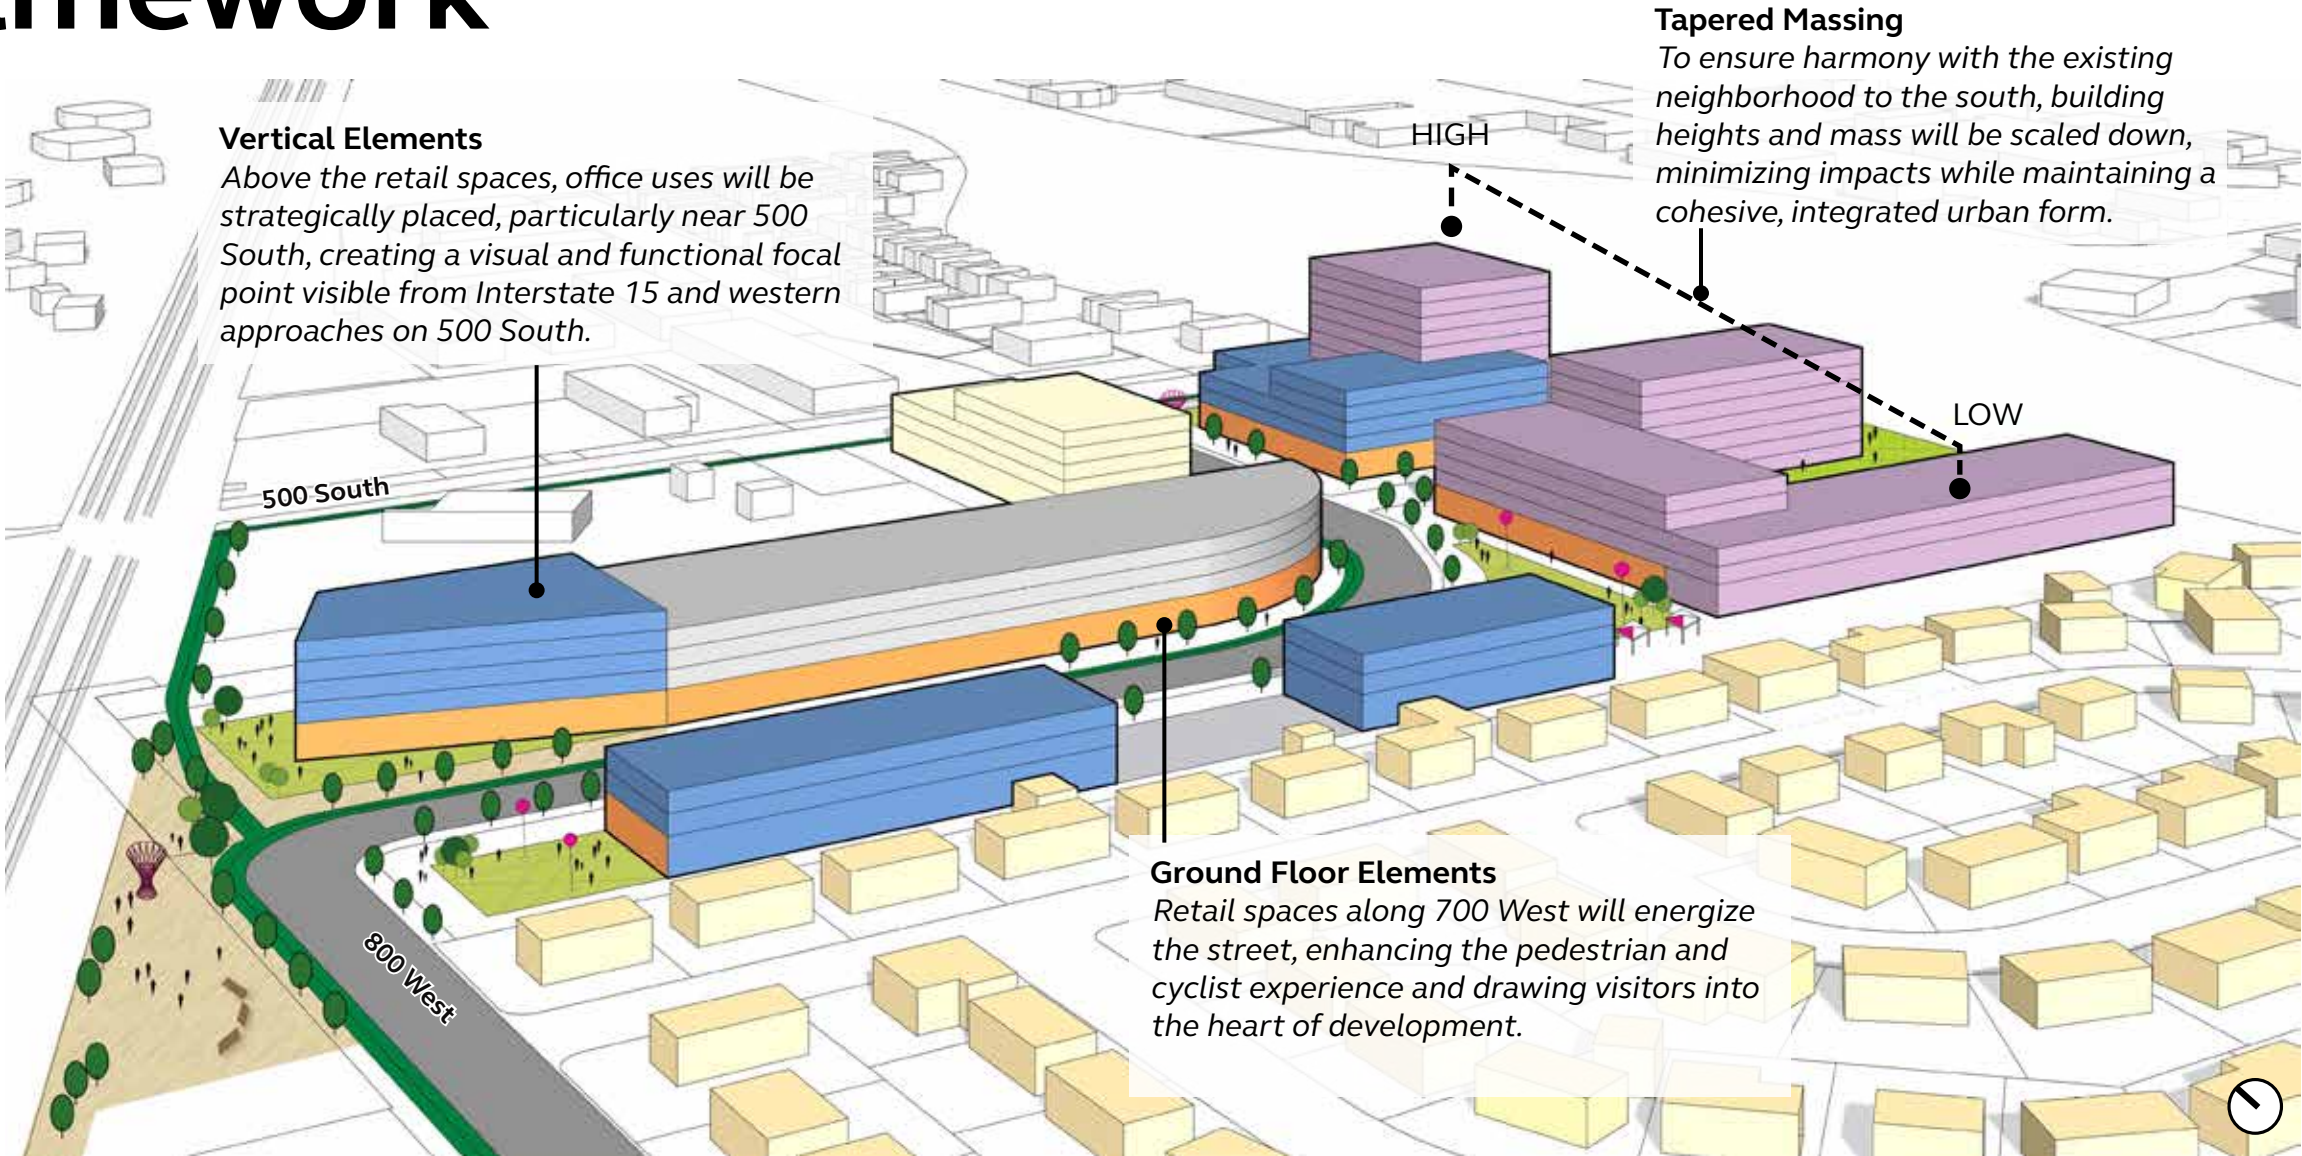 Tapered Massing
To ensure harmony with the existing
neighborhood to the south, building
heights and mass will be scaled down,
minimizing impacts while maintaining a
cohesive, integrated urban form.
Vertical Elements
Above the retail spaces, office uses will be
strategically placed, particularly near 500
South, creating a visual and functional focal
point visible from Interstate 15 and western
approaches on 500 South.
HIGH
LOW
500 South
800 West
Ground Floor Elements
Retail spaces along 700 West will energize
the street, enhancing the pedestrian and
cyclist experience and drawing visitors into
the heart of development.